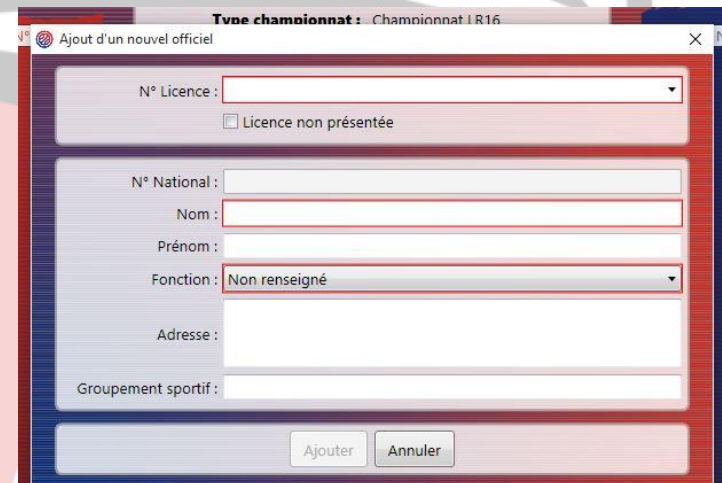 Type championnat : Championnat LR16
N°
N
Ajout d'un nouvel officiel
N° Licence :
Licence non présentée
N° National :
Nom :
Prénom :
Fonction : Non renseigné
Adresse :
Groupement sportif :
Ajouter Annuler